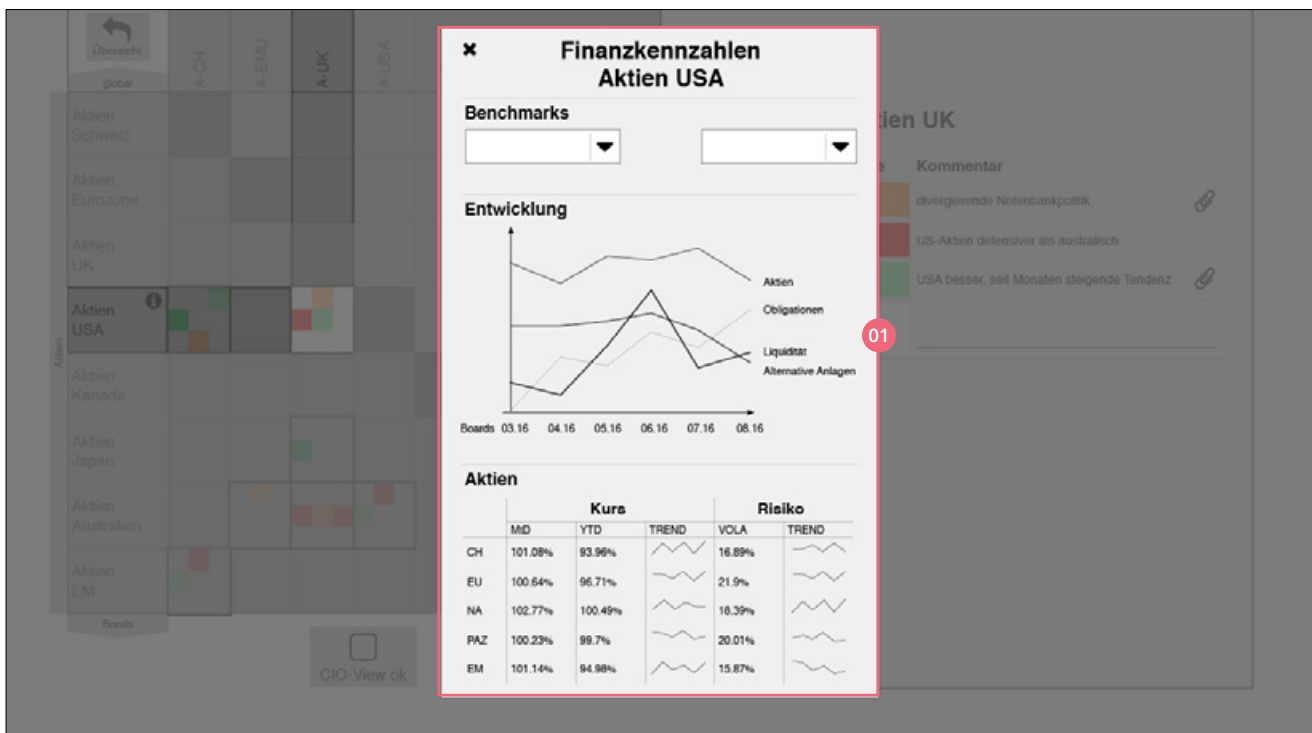 Übersicht
global
A-CH
A-EMU
A-UK
A-USA
Aktien
Schweiz
Aktien
Eurozone
Aktien
UK
Aktien
USA
Aktien
Kanada
Aktien
Japan
Aktien
Australien
Aktien
EM
Aktien
Bonds
CIO-View ok
Finanzkennzahlen
Aktien USA
Benchmarks
Entwicklung
Aktien
Obligationen
Liquidität
Alternative Anlagen
Boards 03.16 04.16 05.16 06.16 07.16 08.16
Aktien
Kurs Risiko
MtD YTD TREND VOLA TREND
CH 101.08% 93.96% 16.89%
EU 100.64% 96.71% 21.9%
NA 102.77% 100.49% 18.39%
PAZ 100.23% 99.7% 20.01%
EM 101.14% 94.98% 15.87%
01
tien UK
Kommentar
divergierende Notenbankpolitik
US-Aktien defensiver als australisch
USA besser, seit Monaten steigende Tendenz